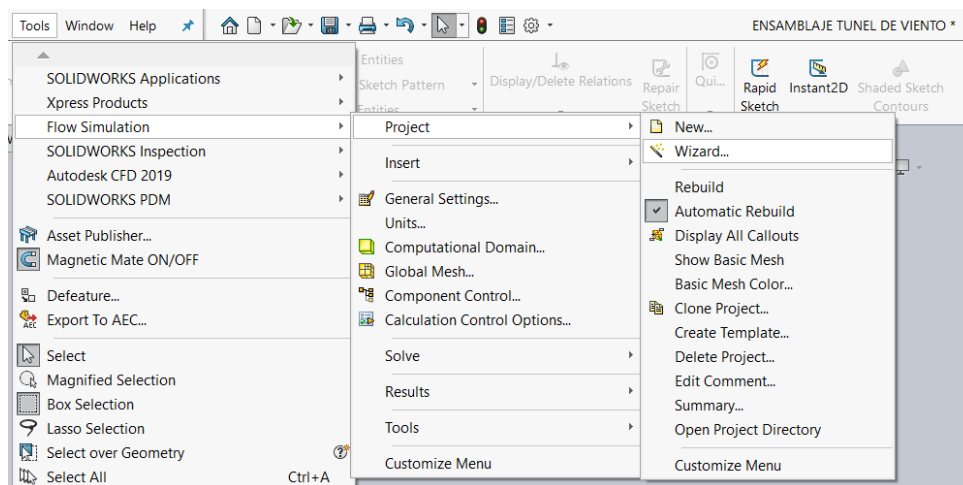 Tools Window Help
ENSAMBLAJE TUNEL DE VIENTO *
Entities
Sketch Pattern
Entities
Display/Delete Relations
Repair
Sketch
Qui...
Rapid
Sketch
Instant2D
Shaded Sketch
Contours
SOLIDWORKS Applications
Xpress Products
Flow Simulation
SOLIDWORKS Inspection
Autodesk CFD 2019
SOLIDWORKS PDM
Asset Publisher...
Magnetic Mate ON/OFF
Defeature...
AEC
Export To AEC...
Select
Magnified Selection
Box Selection
Lasso Selection
Select over Geometry
Select All Ctrl+A
Project
Insert
General Settings...
Units...
Computational Domain...
Global Mesh...
Component Control...
Calculation Control Options...
Solve
Results
Tools
Customize Menu
New...
Wizard...
Rebuild
Automatic Rebuild
Display All Callouts
Show Basic Mesh
Basic Mesh Color...
Clone Project...
Create Template...
Delete Project...
Edit Comment...
Summary...
Open Project Directory
Customize Menu